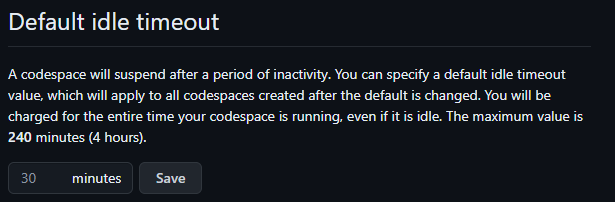 Default idle timeout
A codespace will suspend after a period of inactivity. You can specify a default idle timeout
value, which will apply to all codespaces created after the default is changed. You will be
charged for the entire time your codespace is running, even if it is idle. The maximum value is
240 minutes (4 hours).
30 minutes Save